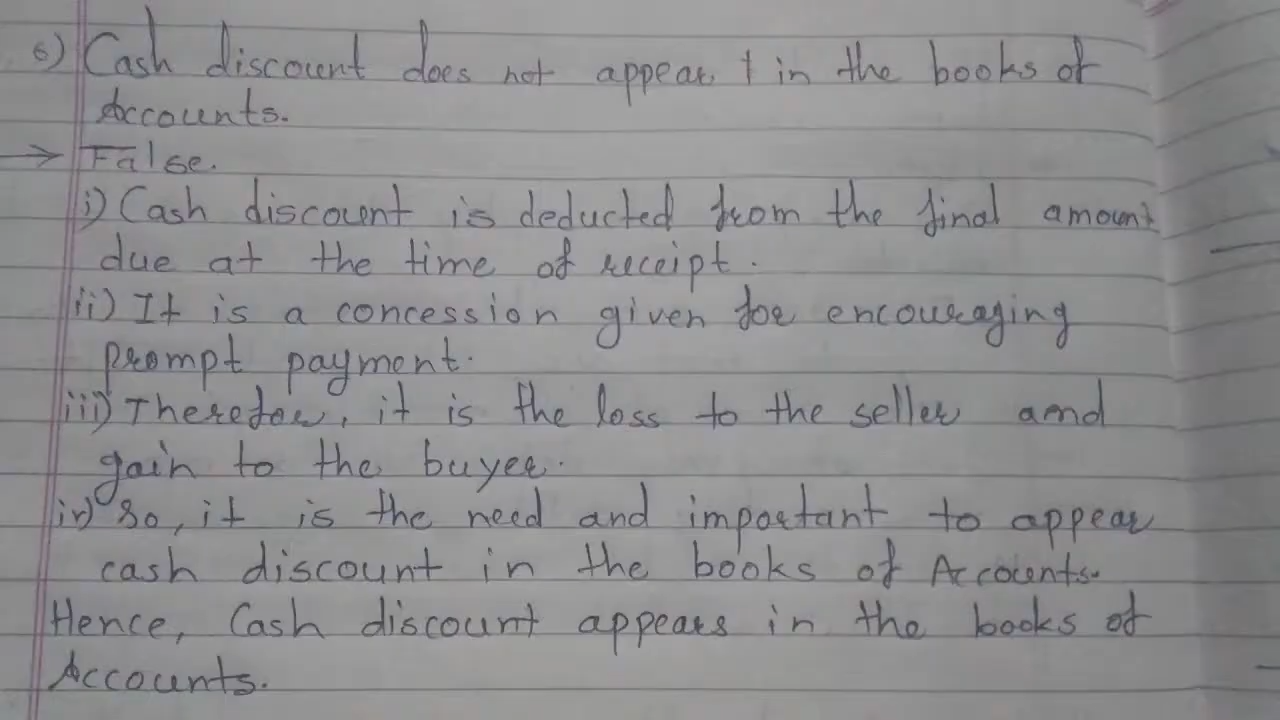 6) Cash discount does not appear in the books of
Accounts.
→ False.
i) Cash discount is deducted from the final amount
due at the time of receipt.
ii) It is a concession given for encouraging
prompt payment.
iii) Therefor, it is the loss to the seller and
gain to the buyer.
iv) So, it is the need and important to appear
cash discount in the books of Accounts.
Hence, Cash discount appears in the books of
Accounts.